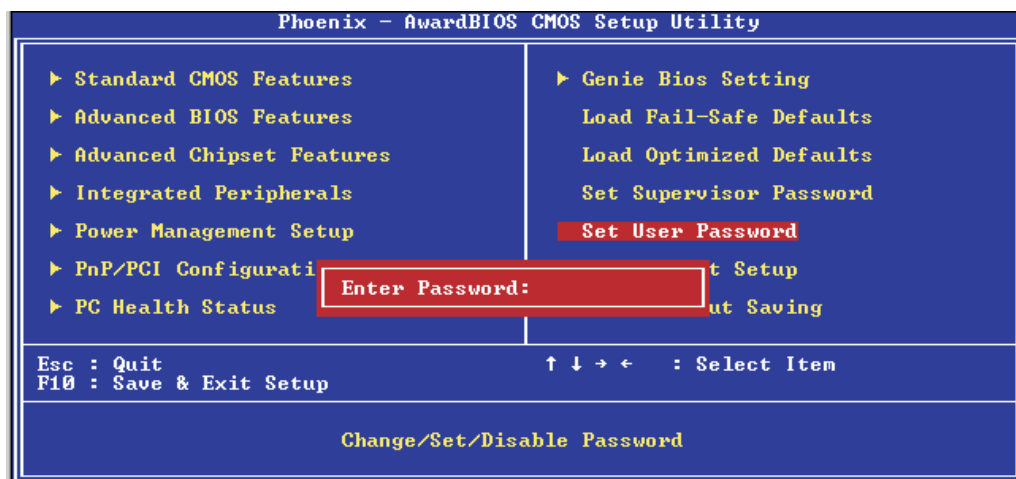 Phoenix - AwardBIOS CMOS Setup Utility
► Standard CMOS Features
► Advanced BIOS Features
► Advanced Chipset Features
► Integrated Peripherals
► Power Management Setup
► PnP/PCI Configurati
► PC Health Status
► Genie Bios Setting
Load Fail-Safe Defaults
Load Optimized Defaults
Set Supervisor Password
Set User Password
t Setup
ut Saving
Enter Password:
Esc : Quit
F10 : Save & Exit Setup
↑ ↓ → ← : Select Item
Change/Set/Disable Password